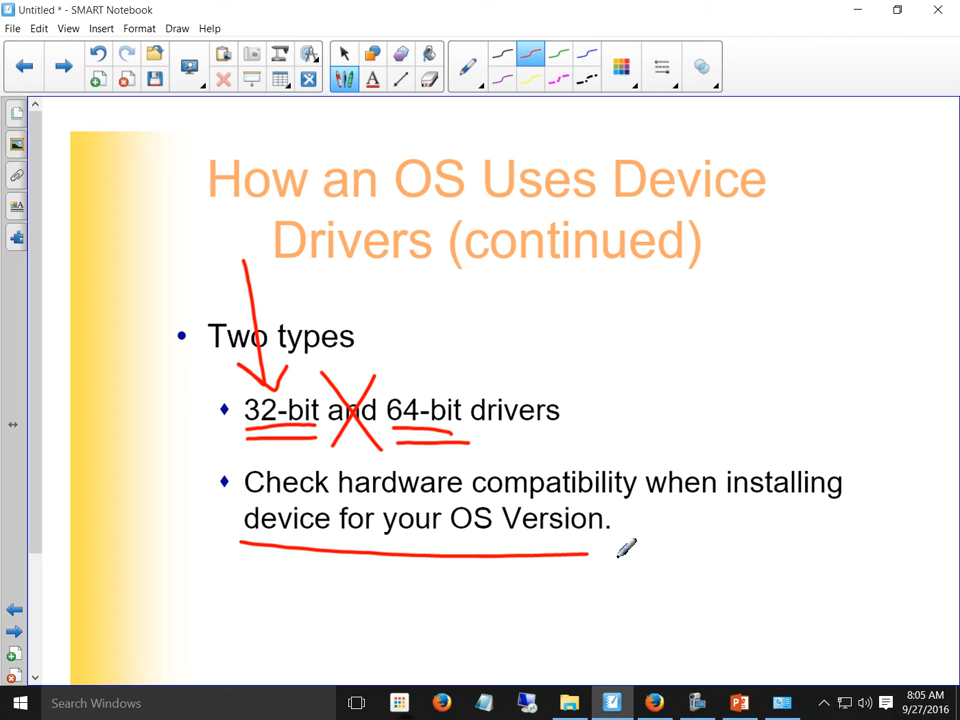 Untitled * - SMART Notebook
File Edit View Insert Format Draw Help
How an OS Uses Device
Drivers (continued)
• Two types
32-bit and 64-bit drivers
Check hardware compatibility when installing
device for your OS Version.
Search Windows
8:05 AM
9/27/2016